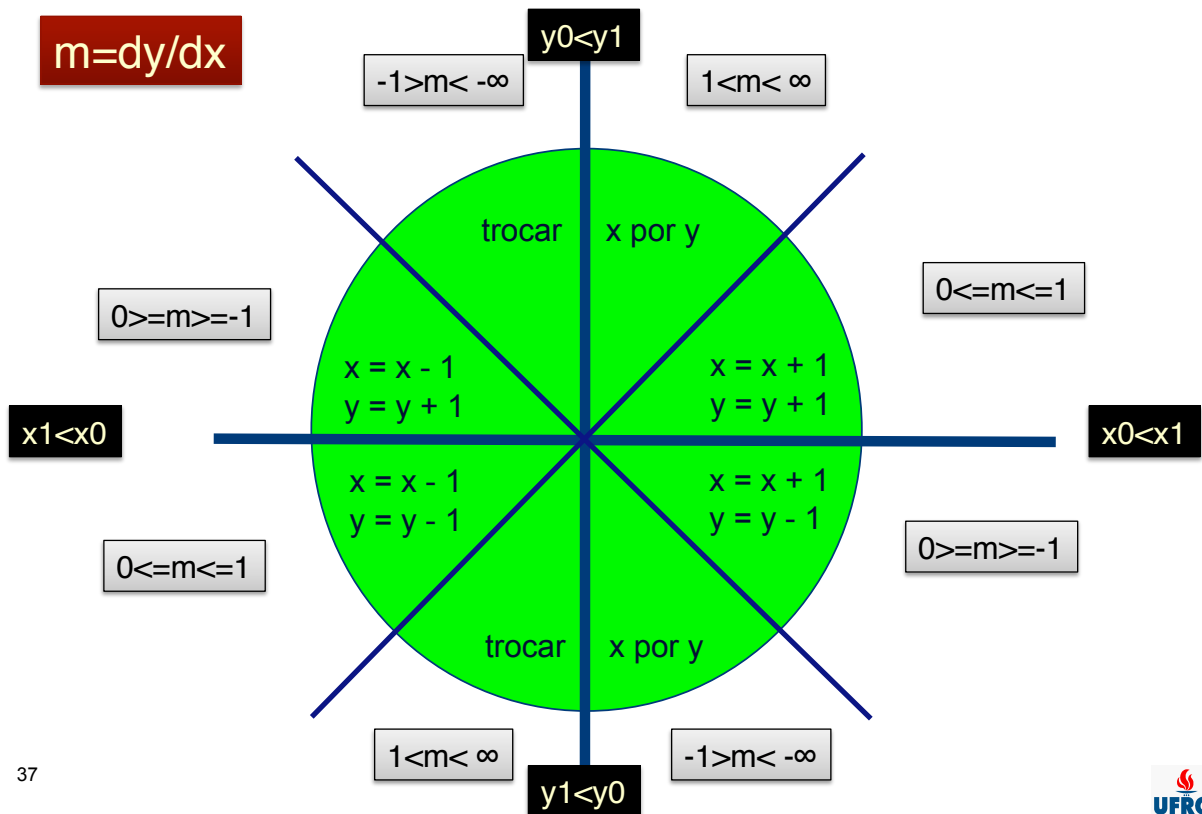 m=dy/dx
y0<y1
-1>m< -∞
1<m< ∞
trocar x por y
0>=m>=-1
0<=m<=1
x = x - 1
y = y + 1
x = x + 1
y = y + 1
x1<x0
x0<x1
x = x - 1
y = y - 1
x = x + 1
y = y - 1
0<=m<=1
0>=m>=-1
trocar x por y
1<m< ∞
-1>m< -∞
y1<y0
37